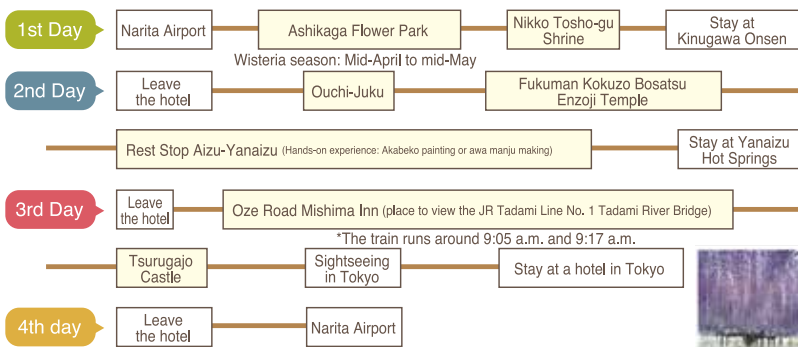 1st Day
Narita Airport
Ashikaga Flower Park
Nikko Tosho-gu
Shrine
Stay at
Kinugawa Onsen
Wisteria season: Mid-April to mid-May
2nd Day
Leave
the hotel
Ouchi-Juku
Fukuman Kokuzo Bosatsu
Enzoji Temple
Rest Stop Aizu-Yanaizu (Hands-on experience: Akabeko painting or awa manju making)
Stay at Yanaizu
Hot Springs
3rd Day
Leave
the hotel
Oze Road Mishima Inn (place to view the JR Tadami Line No. 1 Tadami River Bridge)
*The train runs around 9:05 a.m. and 9:17 a.m.
Tsurugajo
Castle
Sightseeing
in Tokyo
Stay at a hotel in Tokyo
4th day
Leave
the hotel
Narita Airport